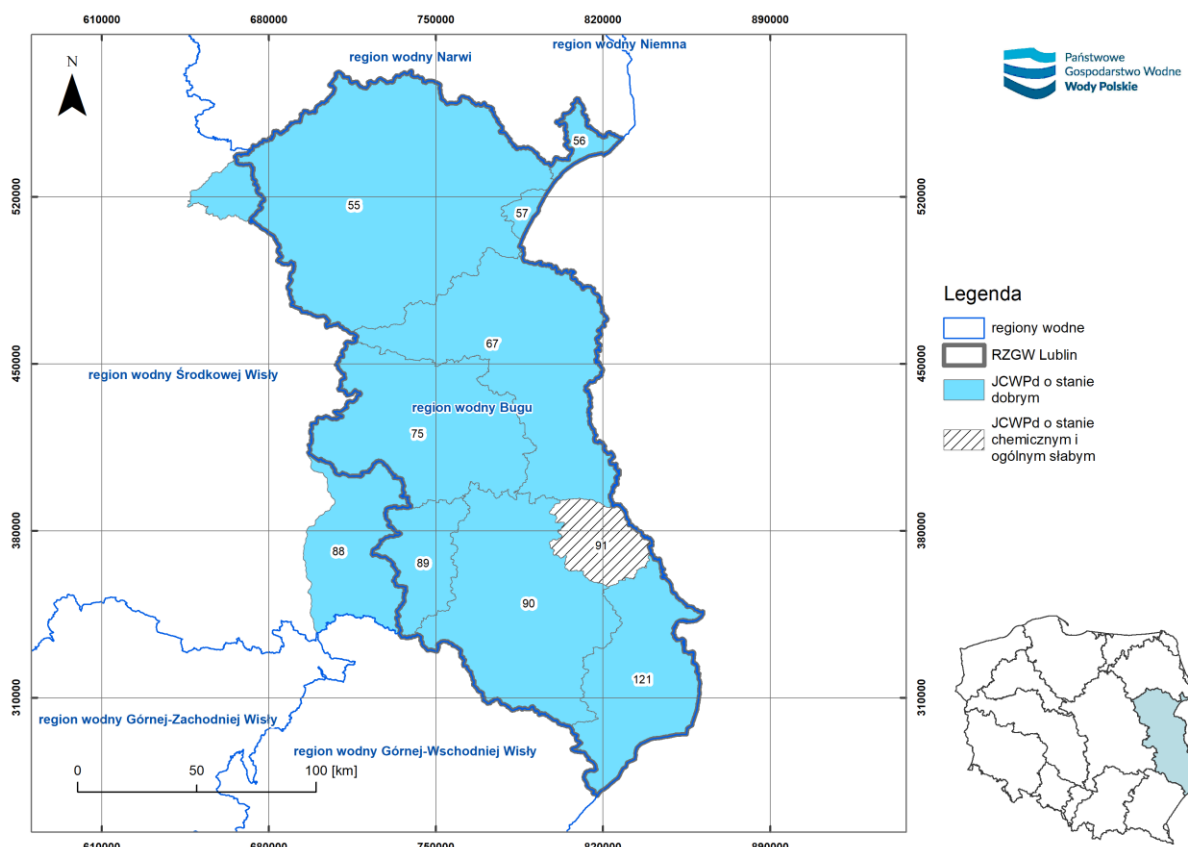 610000 680000 750000 820000 890000
region wodny Niemna
region wodny Narwi
N
Państwowe
Gospodarstwo Wodne
Wody Polskie
56
520000 520000
55
57
Legenda
regiony wodne
RZGW Lublin
JCWPd o stanie
dobrym
JCWPd o stanie
chemicznym i
ogólnym słabym
67
450000 450000
region wodny Środkowej Wisły
region wodny Bugu
75
380000 380000
91
88
89
90
121
310000 310000
region wodny Górnej-Zachodniej Wisły
region wodny Górnej-Wschodniej Wisły
0 50 100 [km]
610000 680000 750000 820000 890000